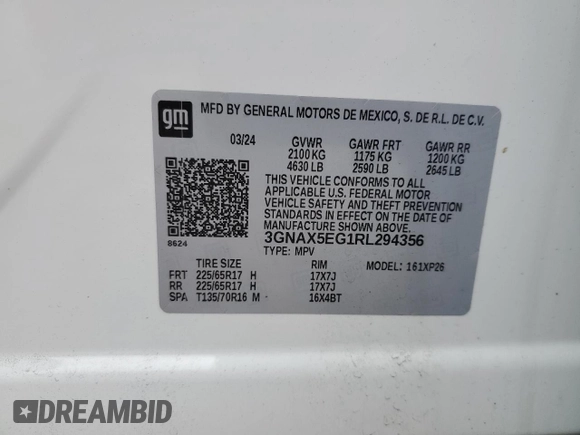 gm
MFD BY GENERAL MOTORS DE MEXICO, S. DE R.L. DE C.V.
03/24 GVWR GAWR FRT GAWR RR
2100 KG 1175 KG 1200 KG
4630 LB 2590 LB 2645 LB
THIS VEHICLE CONFORMS TO ALL
APPLICABLE U.S. FEDERAL MOTOR
VEHICLE SAFETY AND THEFT PREVENTION
STANDARDS IN EFFECT ON THE DATE OF
MANUFACTURE SHOWN ABOVE.
8624 3GNAX5EG1RL294356
TYPE: MPV
TIRE SIZE RIM MODEL: 161XP26
FRT 225/65R17 H 17X7J
RR 225/65R17 H 17X7J
SPA T135/70R16 M 16X4BT
DREAMBID